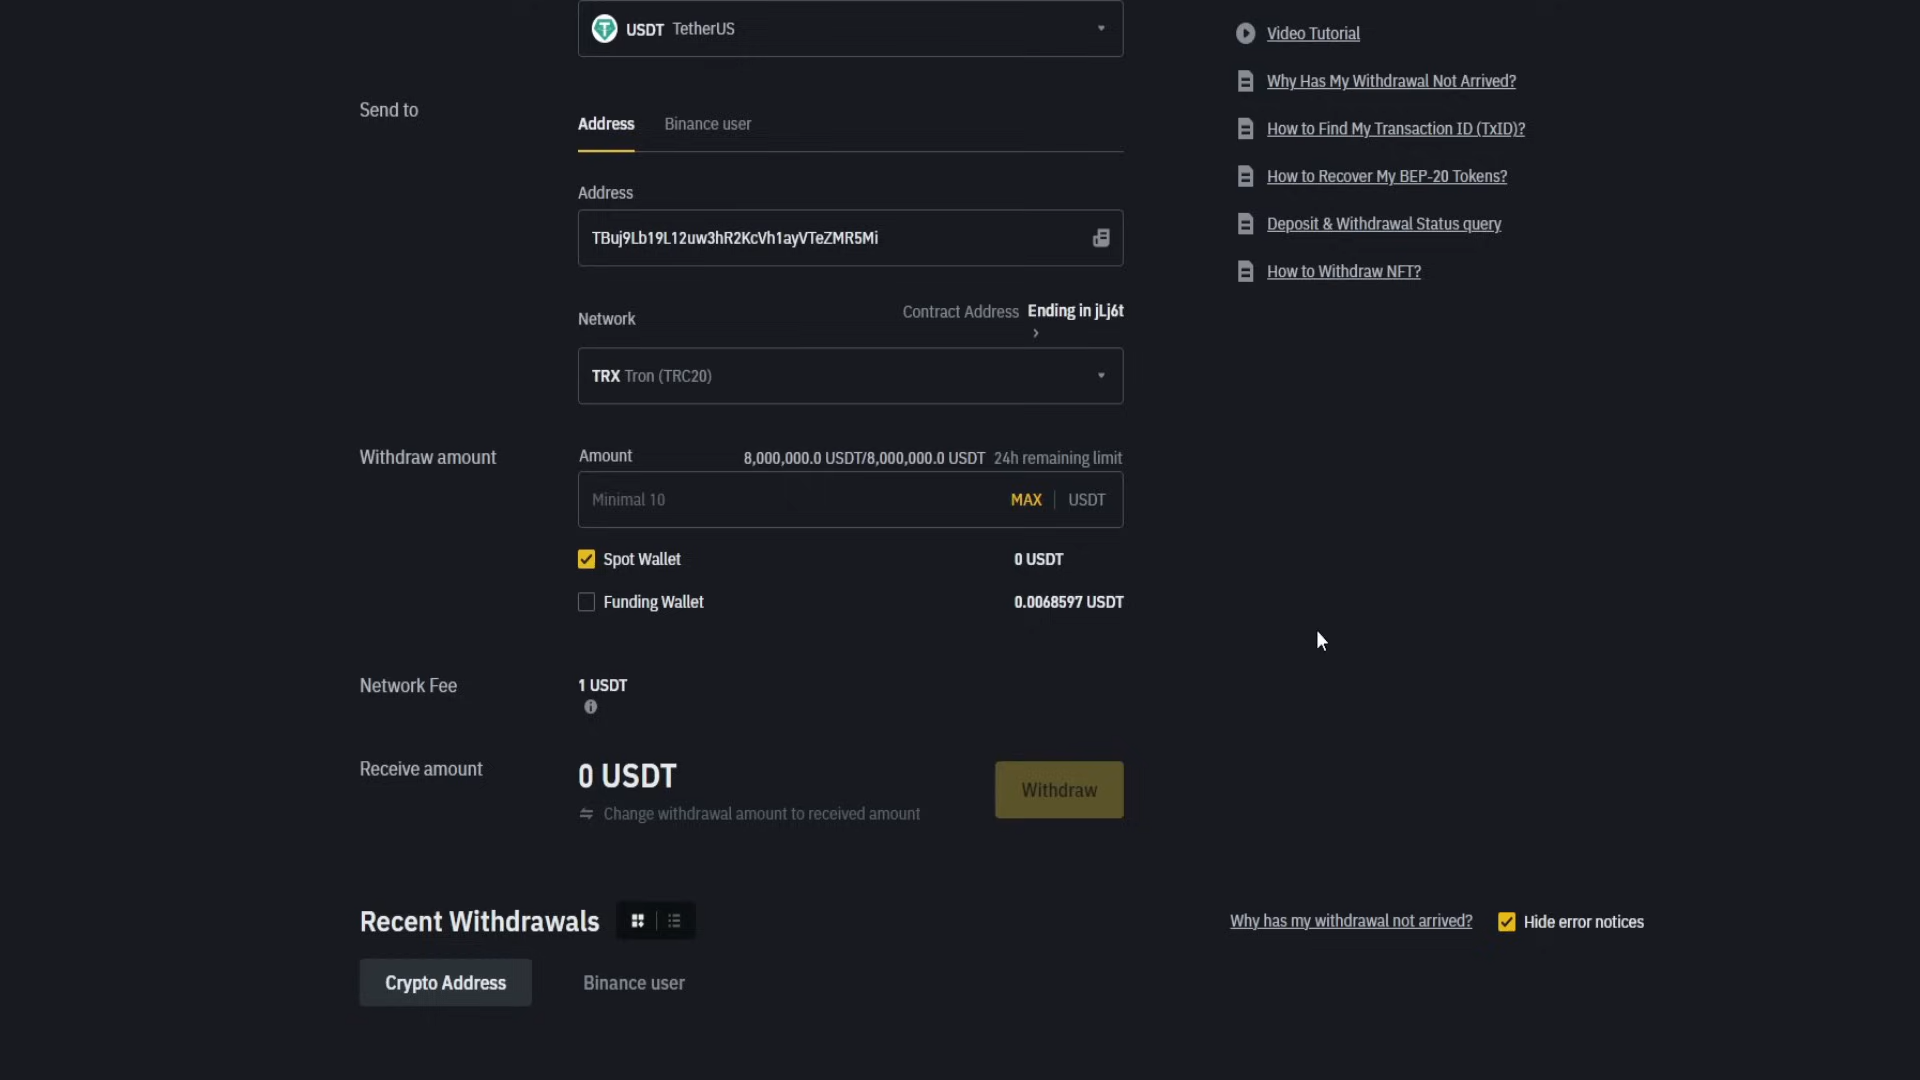 USDT TetherUS
Video Tutorial
Send to
Address Binance user
Why Has My Withdrawal Not Arrived?
How to Find My Transaction ID (TxID)?
How to Recover My BEP-20 Tokens?
Deposit & Withdrawal Status query
How to Withdraw NFT?
Address
TBuj9Lb19L12uw3hR2KcVh1ayVTeZMR5Mi
Network
Contract Address Ending in jLj6t
>
TRX Tron (TRC20)
Withdraw amount
Amount 8,000,000.0 USDT/8,000,000.0 USDT 24h remaining limit
Minimal 10 MAX USDT
Spot Wallet 0 USDT
Funding Wallet 0.0068597 USDT
Network Fee 1 USDT
Receive amount 0 USDT
Change withdrawal amount to received amount
Withdraw
Recent Withdrawals
Why has my withdrawal not arrived? Hide error notices
Crypto Address Binance user